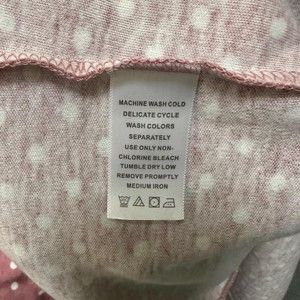 MACHINE WASH COLD
DELICATE CYCLE
WASH COLORS
SEPARATELY
USE ONLY NON-
CHLORINE BLEACH
TUMBLE DRY LOW
REMOVE PROMPTLY
MEDIUM IRON